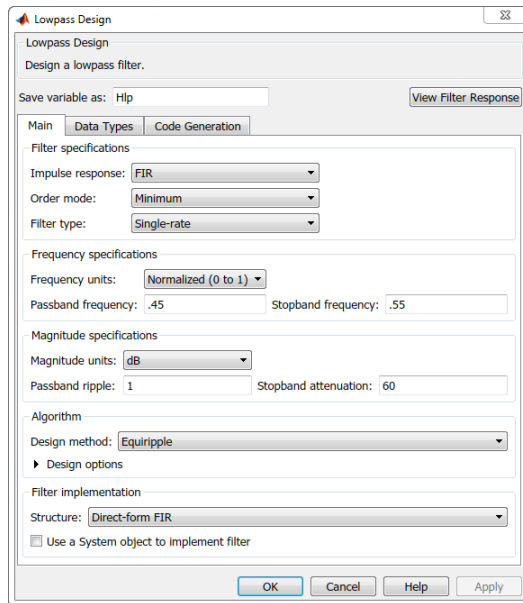 Lowpass Design
Lowpass Design
Design a lowpass filter.
Save variable as: Hlp View Filter Response
Main Data Types Code Generation
Filter specifications
Impulse response: FIR
Order mode: Minimum
Filter type: Single-rate
Frequency specifications
Frequency units: Normalized (0 to 1)
Passband frequency: .45 Stopband frequency: .55
Magnitude specifications
Magnitude units: dB
Passband ripple: 1 Stopband attenuation: 60
Algorithm
Design method: Equiripple
Design options
Filter implementation
Structure: Direct-form FIR
Use a System object to implement filter
OK Cancel Help Apply